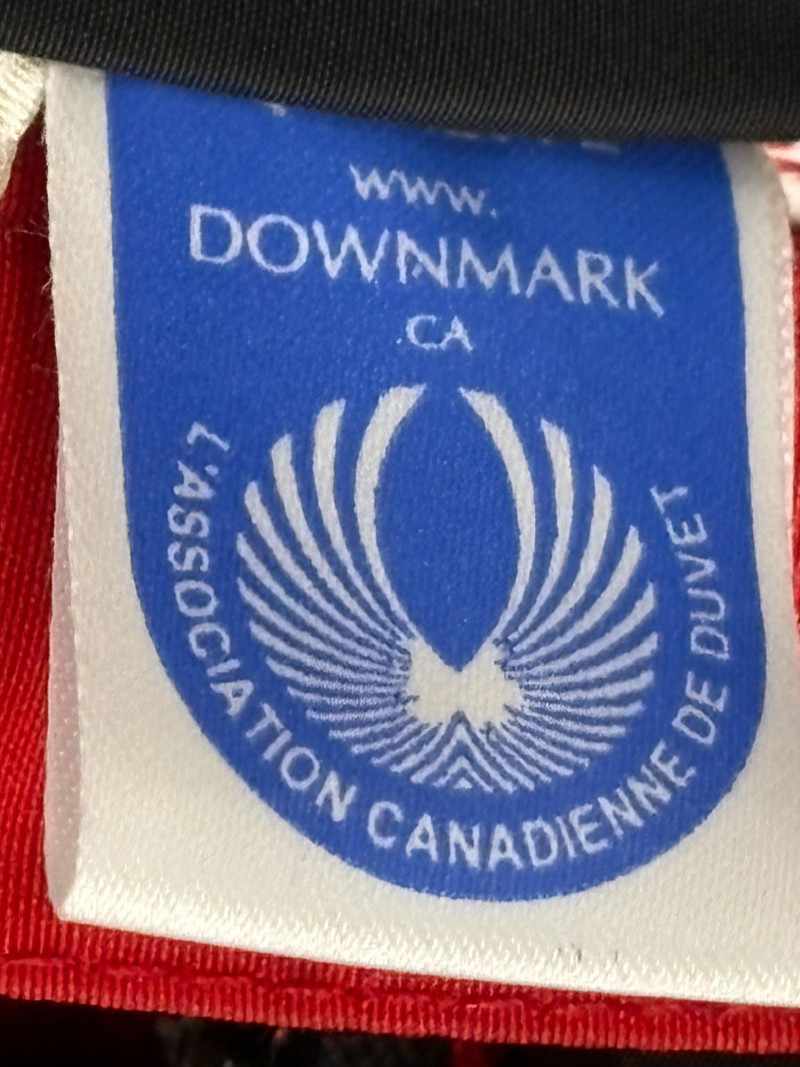 www.
DOWNMARK
CA
L'ASSOCIATION CANADIENNE DE DUVET